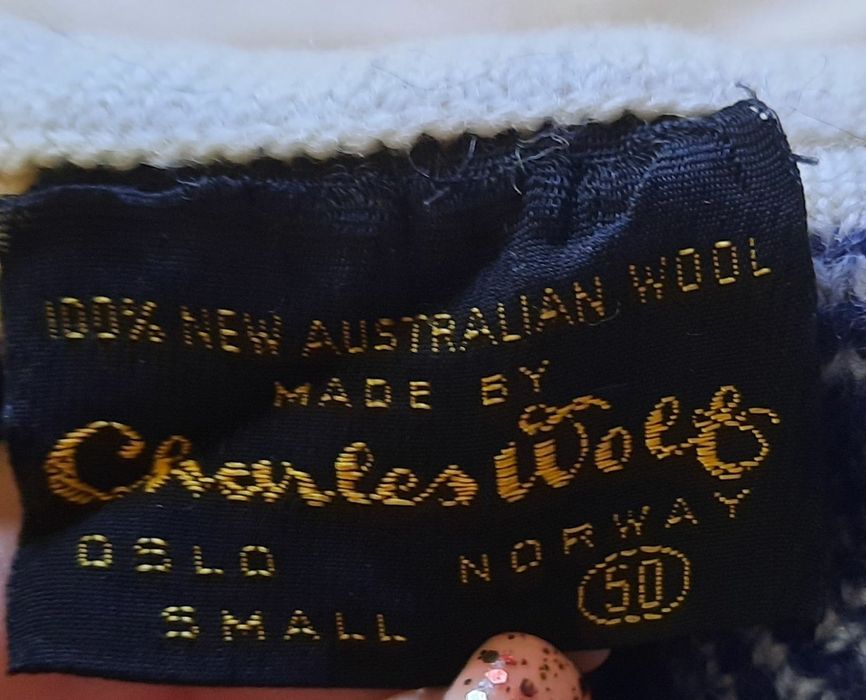 100% NEW AUSTRALIAN WOOL
MADE BY
Charles Wolf
OSLO NORWAY
SMALL 50